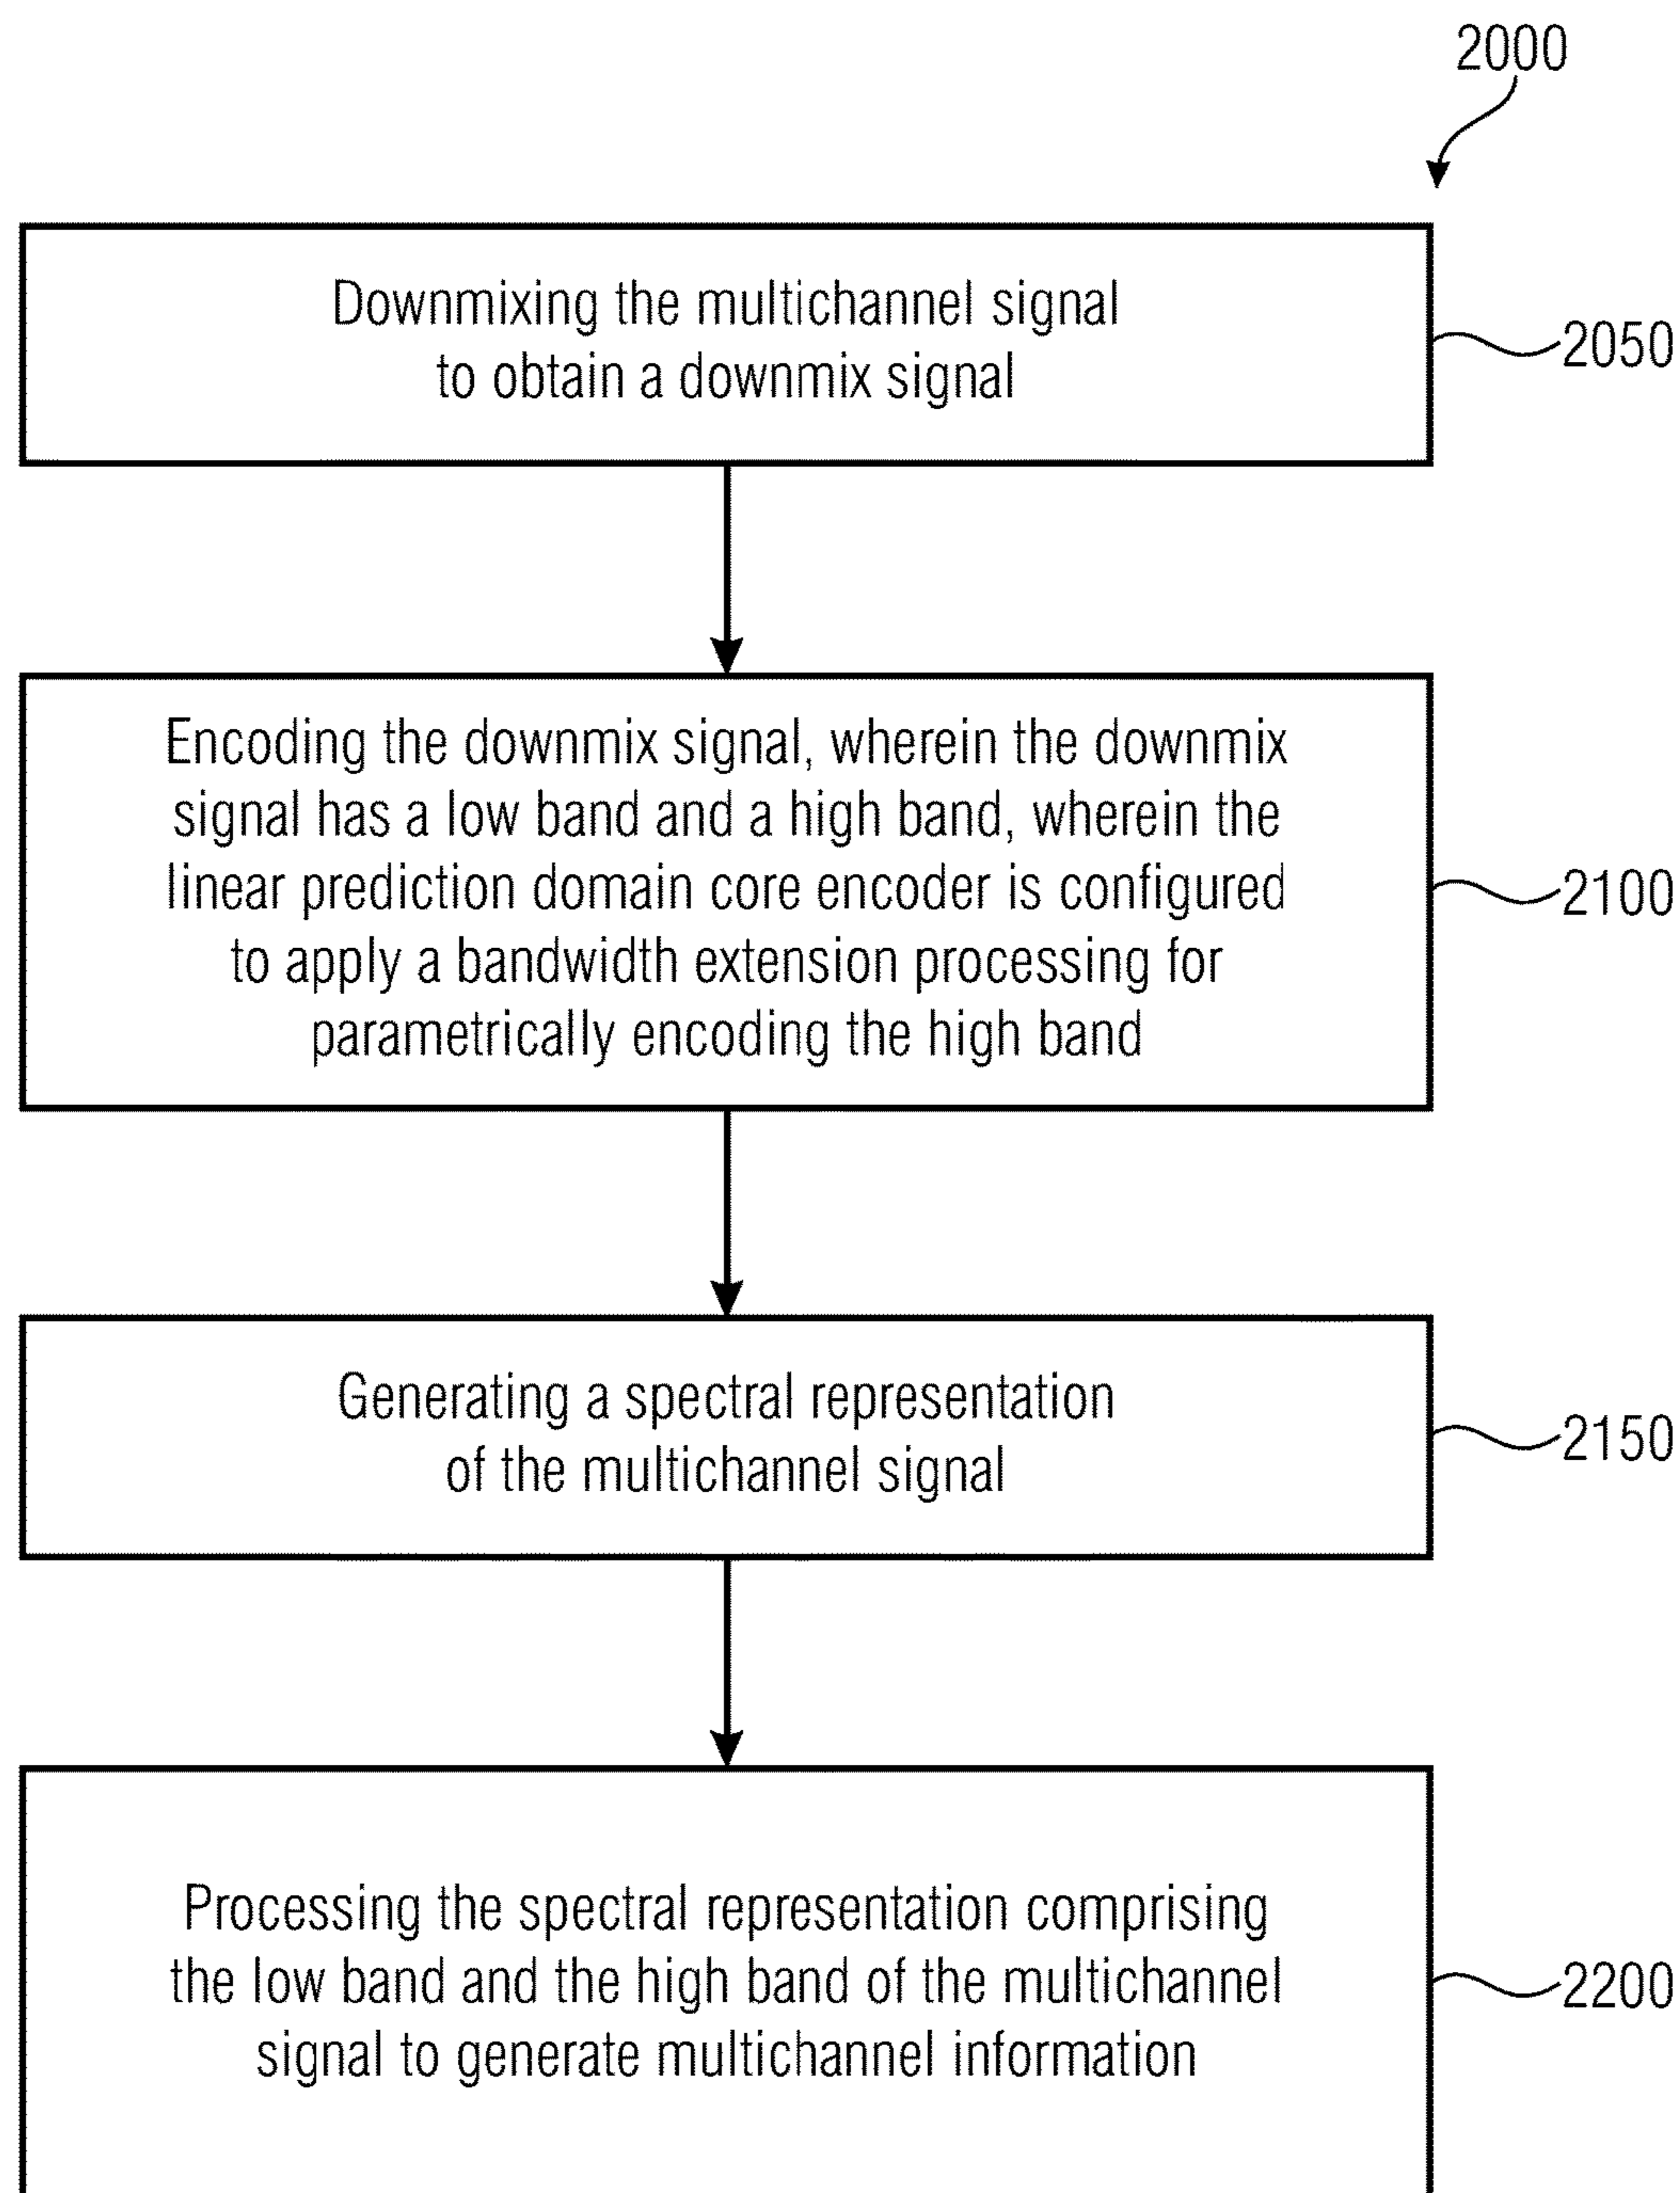 2000
Downmixing the multichannel signal
to obtain a downmix signal
2050
Encoding the downmix signal, wherein the downmix
signal has a low band and a high band, wherein the
linear prediction domain core encoder is configured
to apply a bandwidth extension processing for
parametrically encoding the high band
2100
Generating a spectral representation
of the multichannel signal
2150
Processing the spectral representation comprising
the low band and the high band of the multichannel
signal to generate multichannel information
2200